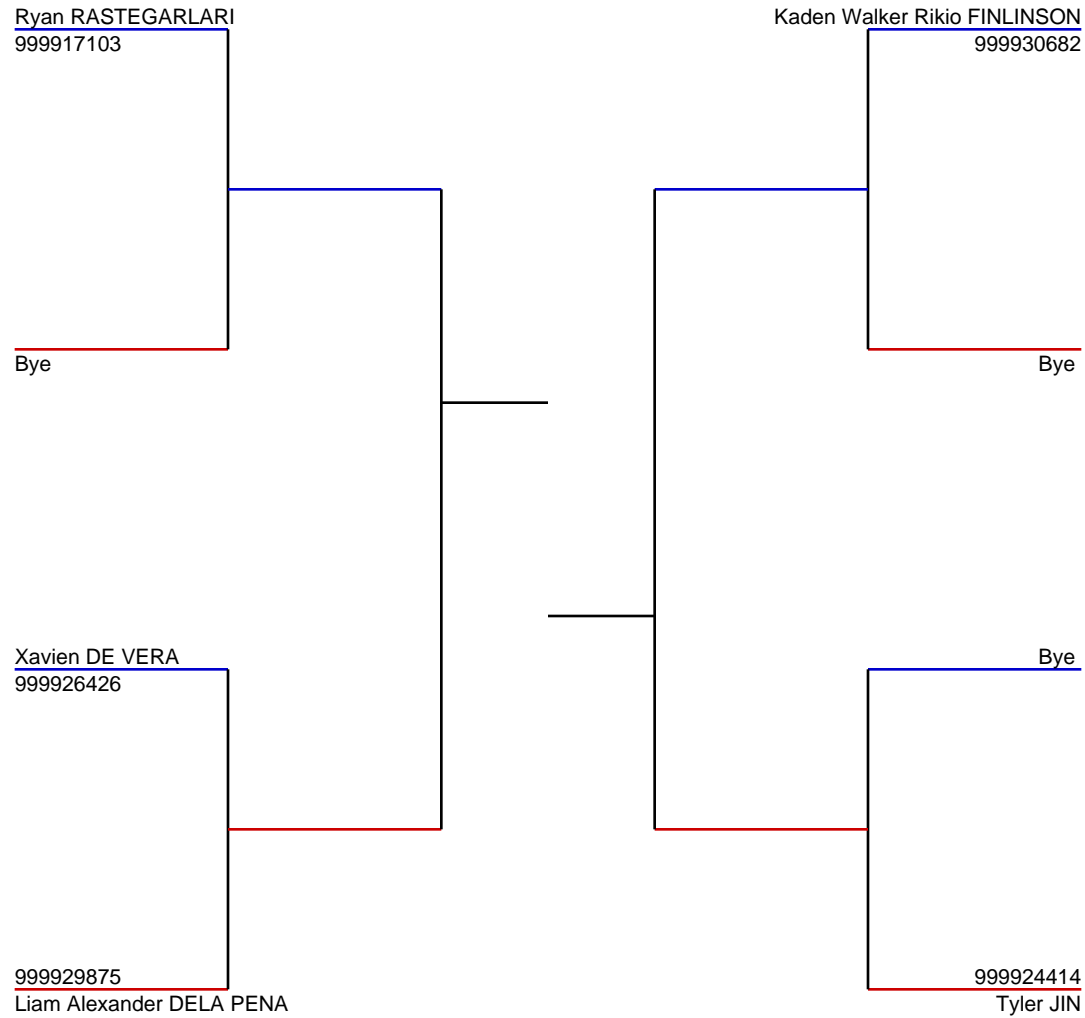 Ryan RASTEGARLARI
999917103
Bye
Xavien DE VERA
999926426
999929875
Liam Alexander DELA PENA
Kaden Walker Rikio FINLINSON
999930682
Bye
Bye
999924414
Tyler JIN